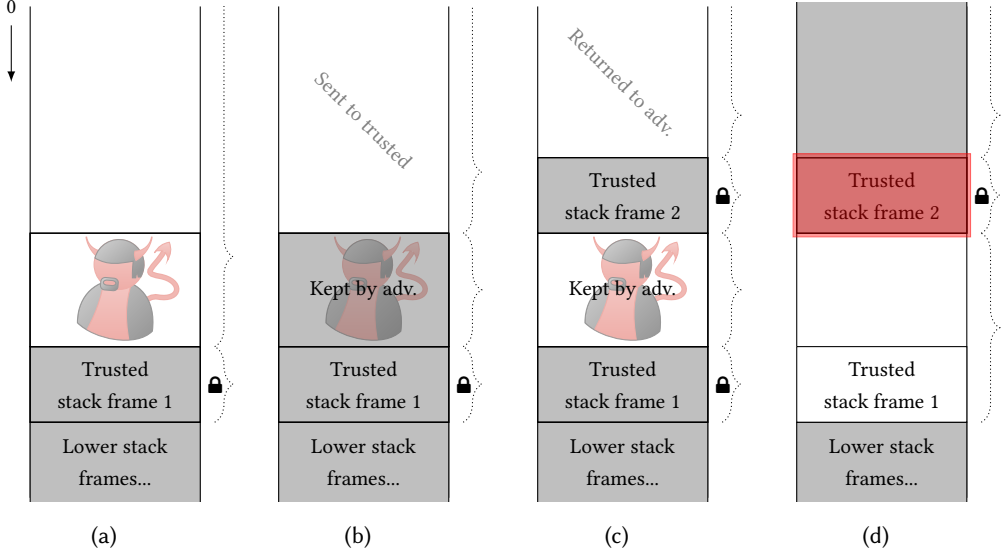 0
Sent to trusted
Returned to adv.
Trusted
stack frame 2
Trusted
stack frame 2
Kept by adv.
Kept by adv.
Trusted
stack frame 1
Trusted
stack frame 1
Trusted
stack frame 1
Trusted
stack frame 1
Lower stack
frames...
Lower stack
frames...
Lower stack
frames...
Lower stack
frames...
(a)
(b)
(c)
(d)